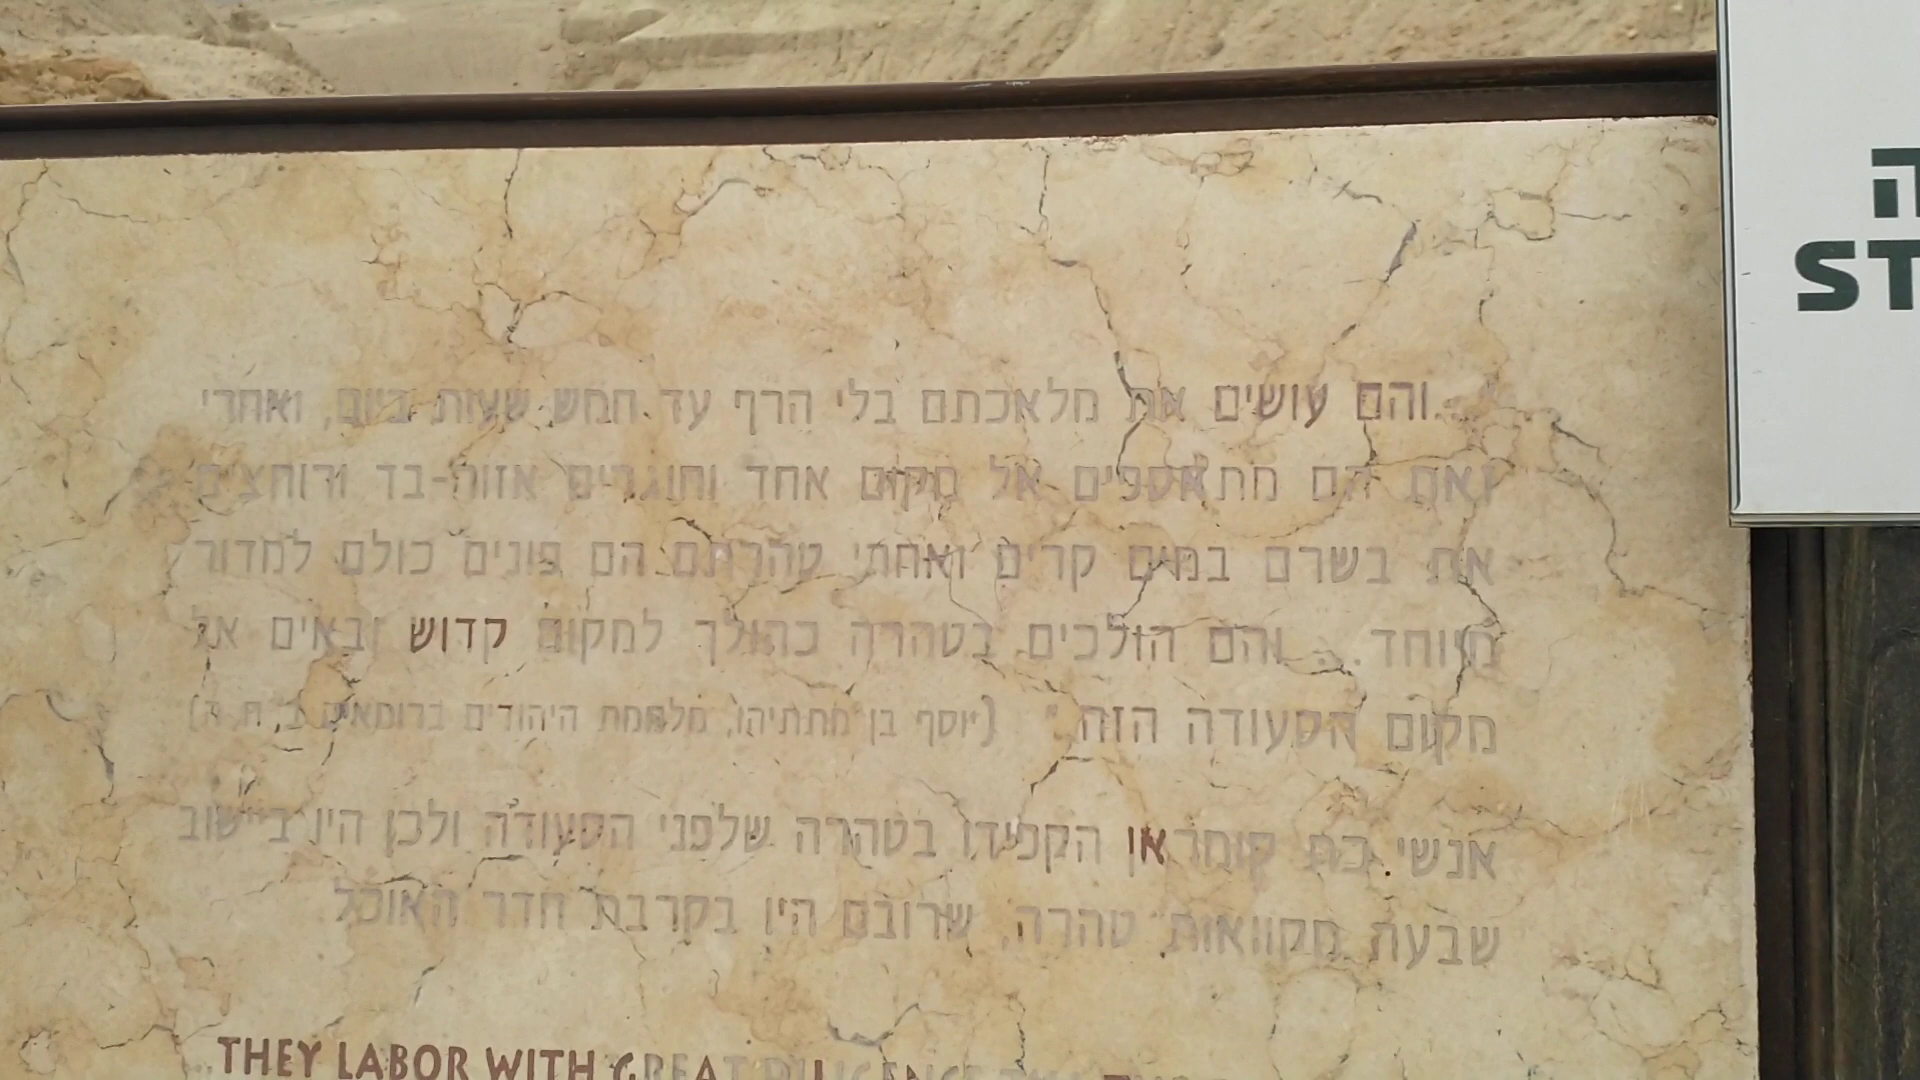 ...והם עושים את מלאכתם בלי הרף עד חמש שעות ביום, ואחרי
זאת הם מתאספים אל מקום אחד וחוגרים אזור-בד ורוחצים
את בשרם במים קרים ואחרי טהרתם הם פונים כולם למדור
מיוחד... והם הולכים בטהרה כהולך למקום קדוש ובאים אל
מקום הסעודה הזה" (יוסף בן מתתיהו, מלחמת היהודים ברומאים ב, ח, ה)
אנשי כת קומראן הקפידו בטהרה שלפני הסעודה ולכן היו ביישוב
שבעת מקוואות טהרה, שרובם היו בקרבת חדר האוכל
...THEY LABOR WITH GREAT DILIGENCE